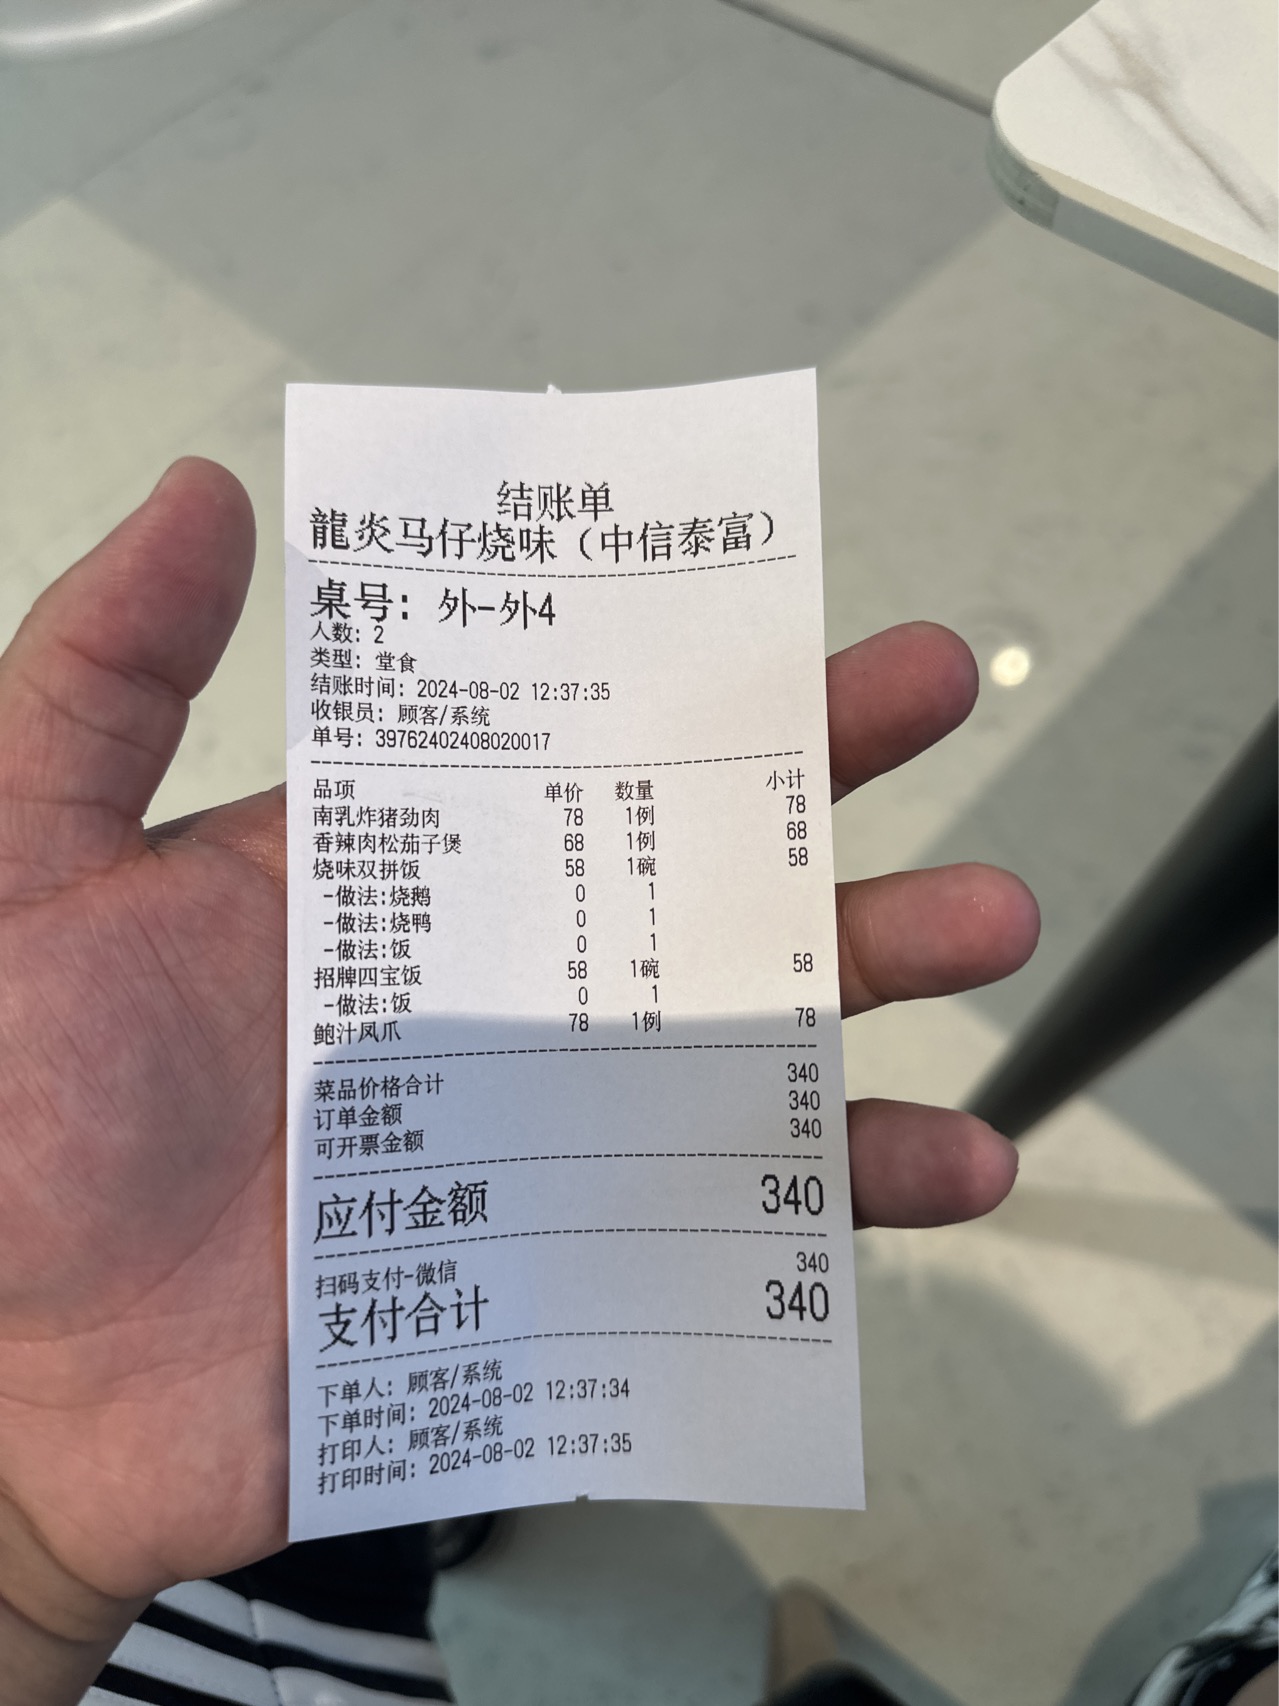 结账单
龍炎马仔烧味（中信泰富）
桌号：外-外4
人数：2
类型：堂食
结账时间：2024-08-02 12:37:35
收银员：顾客/系统
单号：39762402408020017
品项 单价 数量 小计
南乳炸猪劲肉 78 1例 78
香辣肉松茄子煲 68 1例 68
烧味双拼饭 58 1碗 58
-做法:烧鹅 0 1
-做法:烧鸭 0 1
-做法:饭 0 1
招牌四宝饭 58 1碗 58
-做法:饭 0 1
鲍汁凤爪 78 1例 78
菜品价格合计 340
订单金额 340
可开票金额 340
应付金额 340
扫码支付-微信 340
支付合计 340
下单人：顾客/系统
下单时间：2024-08-02 12:37:34
打印人：顾客/系统
打印时间：2024-08-02 12:37:35